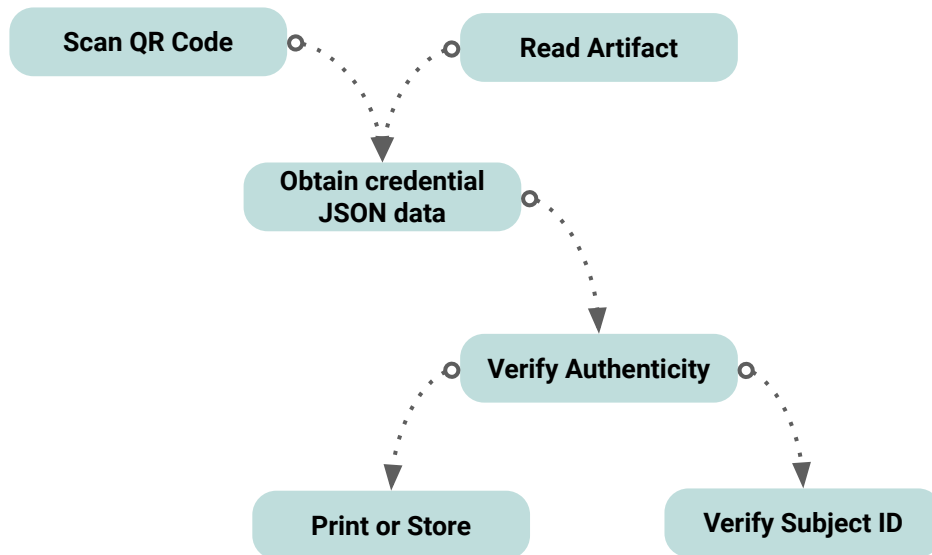 Scan QR Code
Read Artifact
Obtain credential
JSON data
Verify Authenticity
Print or Store
Verify Subject ID